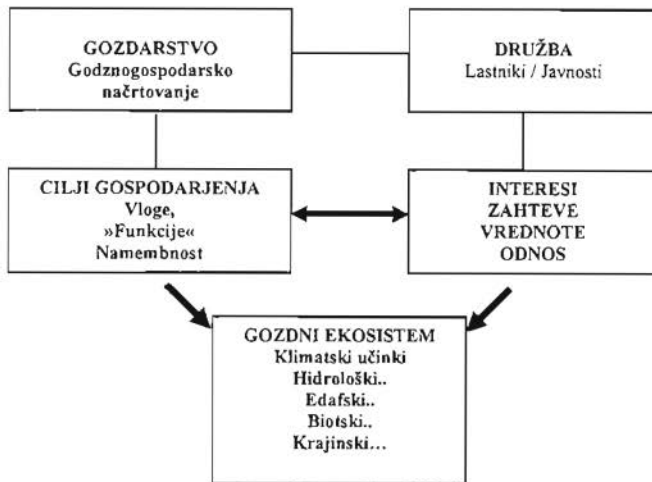 GOZDARSTVO
Godznogospodarsko
načrtovanje
DRUŽBA
Lastniki / Javnosti
CILJI GOSPODARJENJA
Vloge,
»Funkcije«
Namembnost
INTERESI
ZAHTEVE
VREDNOTE
ODNOS
GOZDNI EKOSISTEM
Klimatski učinki
Hidrološki..
Edafski..
Biotski..
Krajinski...